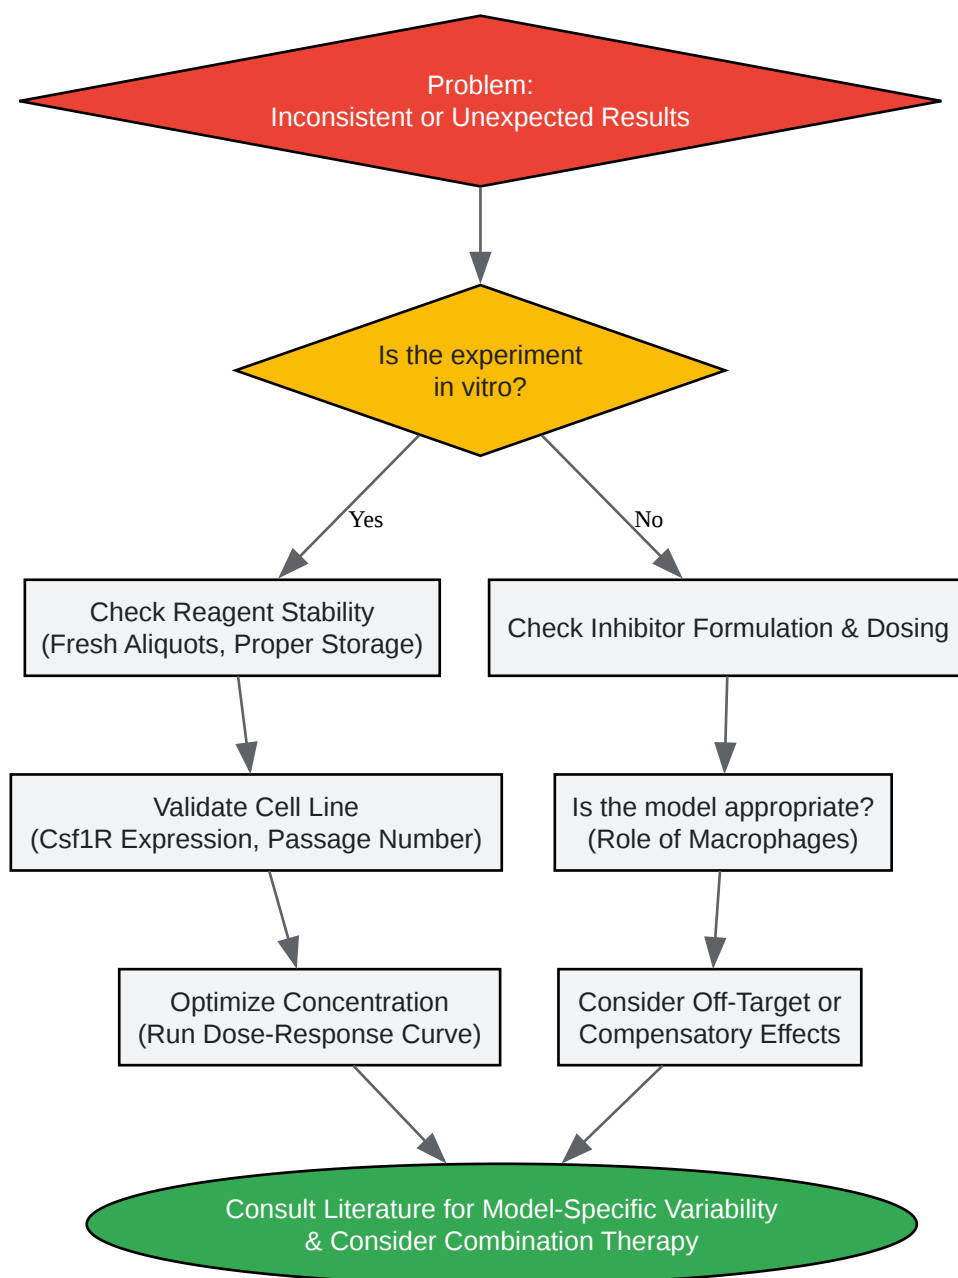 Problem:
Inconsistent or Unexpected Results
Is the experiment
in vitro?
Yes
No
Check Reagent Stability
(Fresh Aliquots, Proper Storage)
Check Inhibitor Formulation & Dosing
Validate Cell Line
(Csf1R Expression, Passage Number)
Is the model appropriate?
(Role of Macrophages)
Optimize Concentration
(Run Dose-Response Curve)
Consider Off-Target or
Compensatory Effects
Consult Literature for Model-Specific Variability
& Consider Combination Therapy